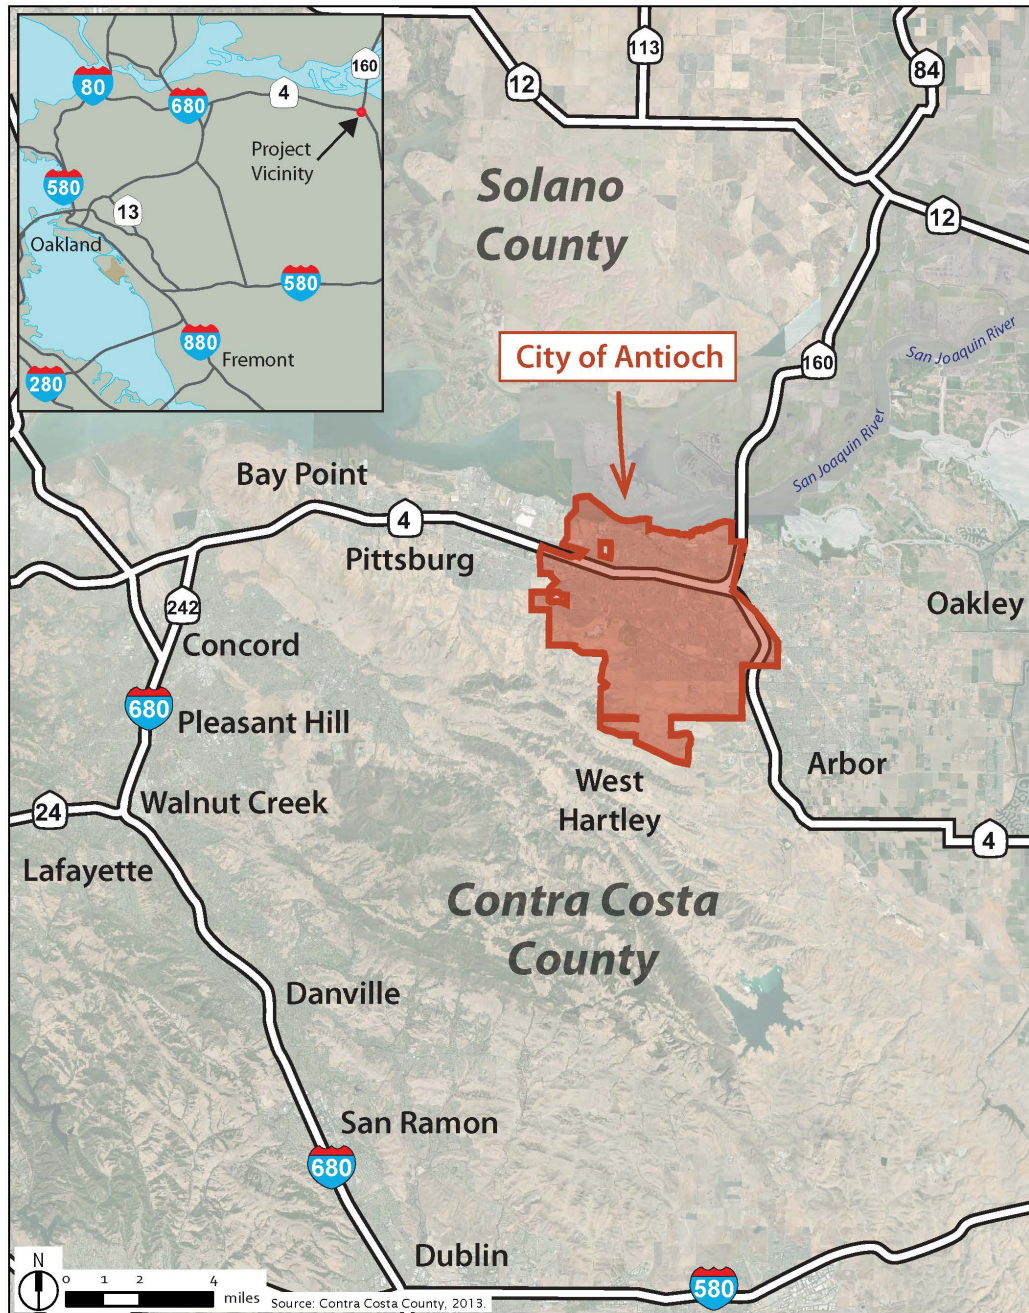 80
680
4
160
Project
Vicinity
580
13
Oakland
580
880
Fremont
280
113
12
84
Solano
County
12
City of Antioch
160
San Joaquin River
San Joaquin River
Bay Point
4
Pittsburg
242
Oakley
Concord
680
Pleasant Hill
Arbor
West
Hartley
24
Walnut Creek
4
Lafayette
Contra Costa
County
Danville
San Ramon
680
Dublin
580
N
0 1 2 4
miles
Source: Contra Costa County, 2013.